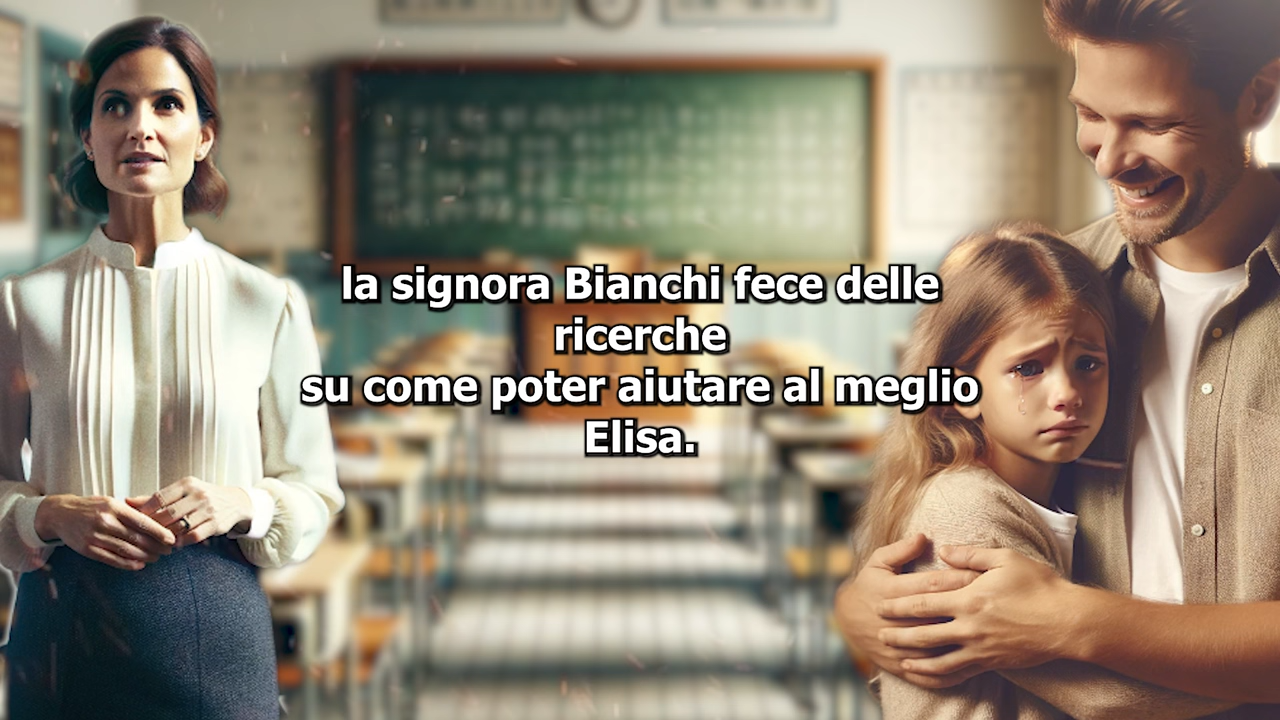 la signora Bianchi fece delle
ricerche
su come poter aiutare al meglio
Elisa.